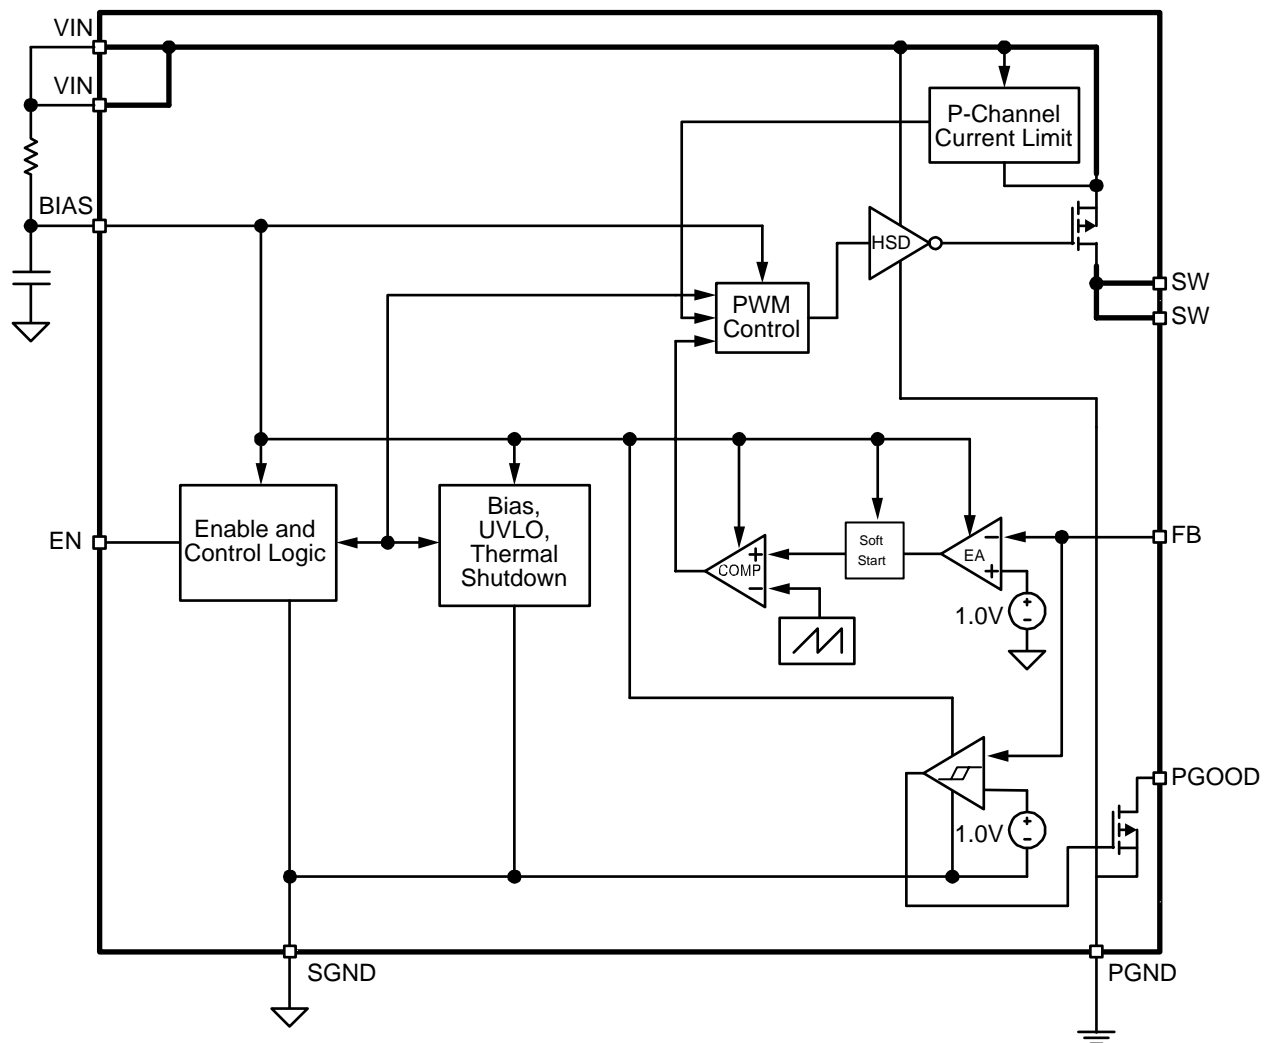 VIN
VIN
P-Channel
Current Limit
BIAS
HSD
SW
PWM
Control
SW
Enable and
Control Logic
Bias,
UVLO,
Thermal
Shutdown
EN
Soft
Start
COMP
+
−
EA
−
+
FB
1.0V
+
−
PGOOD
1.0V
+
−
SGND
PGND